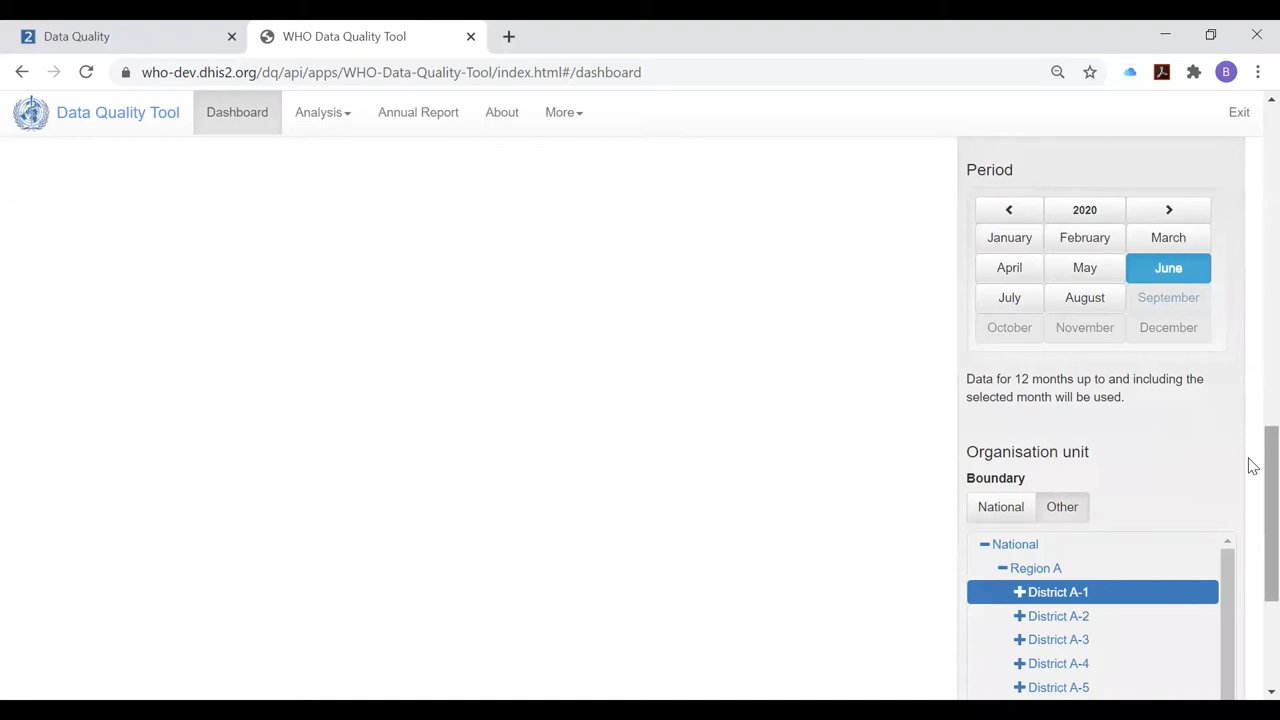 2 Data Quality
WHO Data Quality Tool
who-dev.dhis2.org/dq/api/apps/WHO-Data-Quality-Tool/index.html#/dashboard
B
Data Quality Tool
Dashboard
Analysis
Annual Report
About
More
Exit
Period
2020
January February March
April May June
July August September
October November December
Data for 12 months up to and including the
selected month will be used.
Organisation unit
Boundary
National Other
National
Region A
District A-1
District A-2
District A-3
District A-4
District A-5